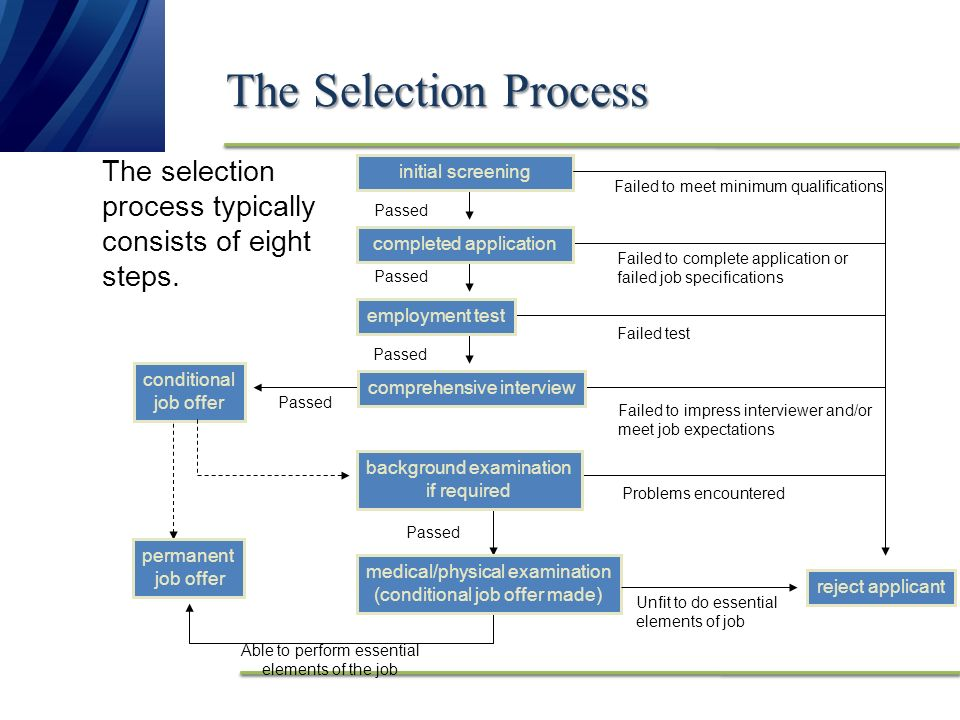 The Selection Process
The selection
process typically
consists of eight
steps.
initial screening
Failed to meet minimum qualifications
Passed
completed application
Failed to complete application or
failed job specifications
Passed
employment test
Failed test
Passed
conditional
job offer
comprehensive interview
Passed
Failed to impress interviewer and/or
meet job expectations
background examination
if required
Problems encountered
Passed
permanent
job offer
medical/physical examination
(conditional job offer made)
reject applicant
Unfit to do essential
elements of job
Able to perform essential
elements of the job